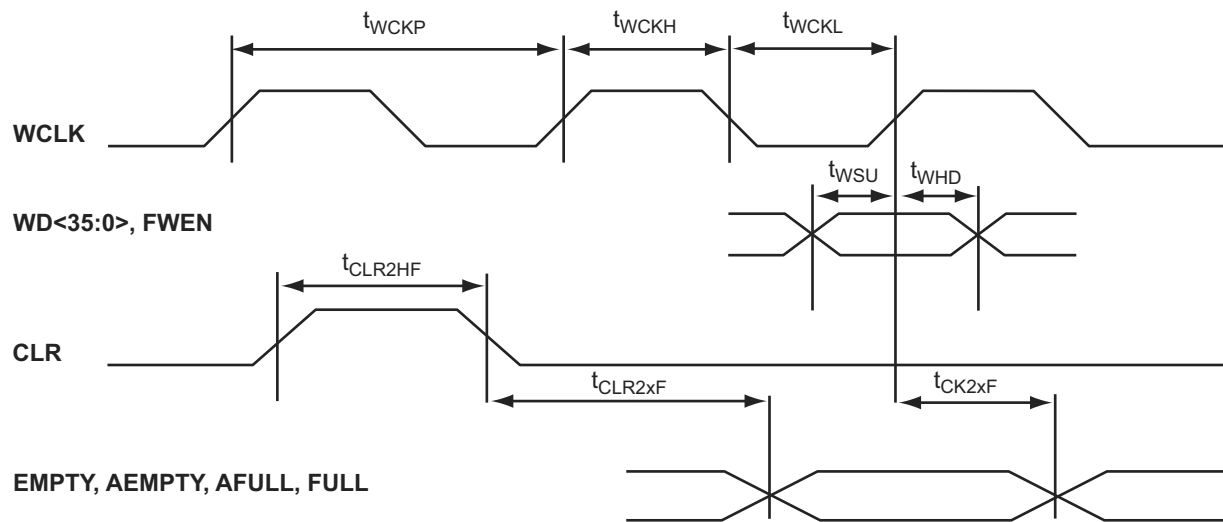 tWCKP tWCKH tWCKL
WCLK
tWSU tWHD
WD<35:0>, FWEN
tCLR2HF
CLR
tCLR2xF tCK2xF
EMPTY, AEMPTY, AFULL, FULL